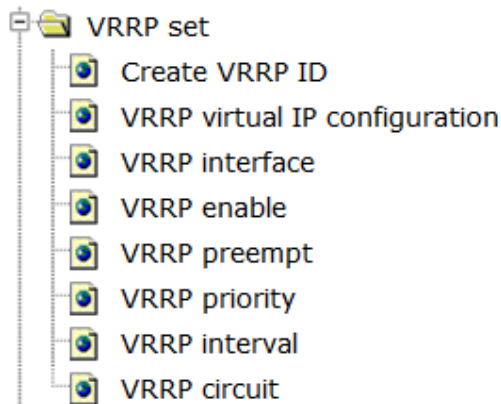 VRRP set
Create VRRP ID
VRRP virtual IP configuration
VRRP interface
VRRP enable
VRRP preempt
VRRP priority
VRRP interval
VRRP circuit